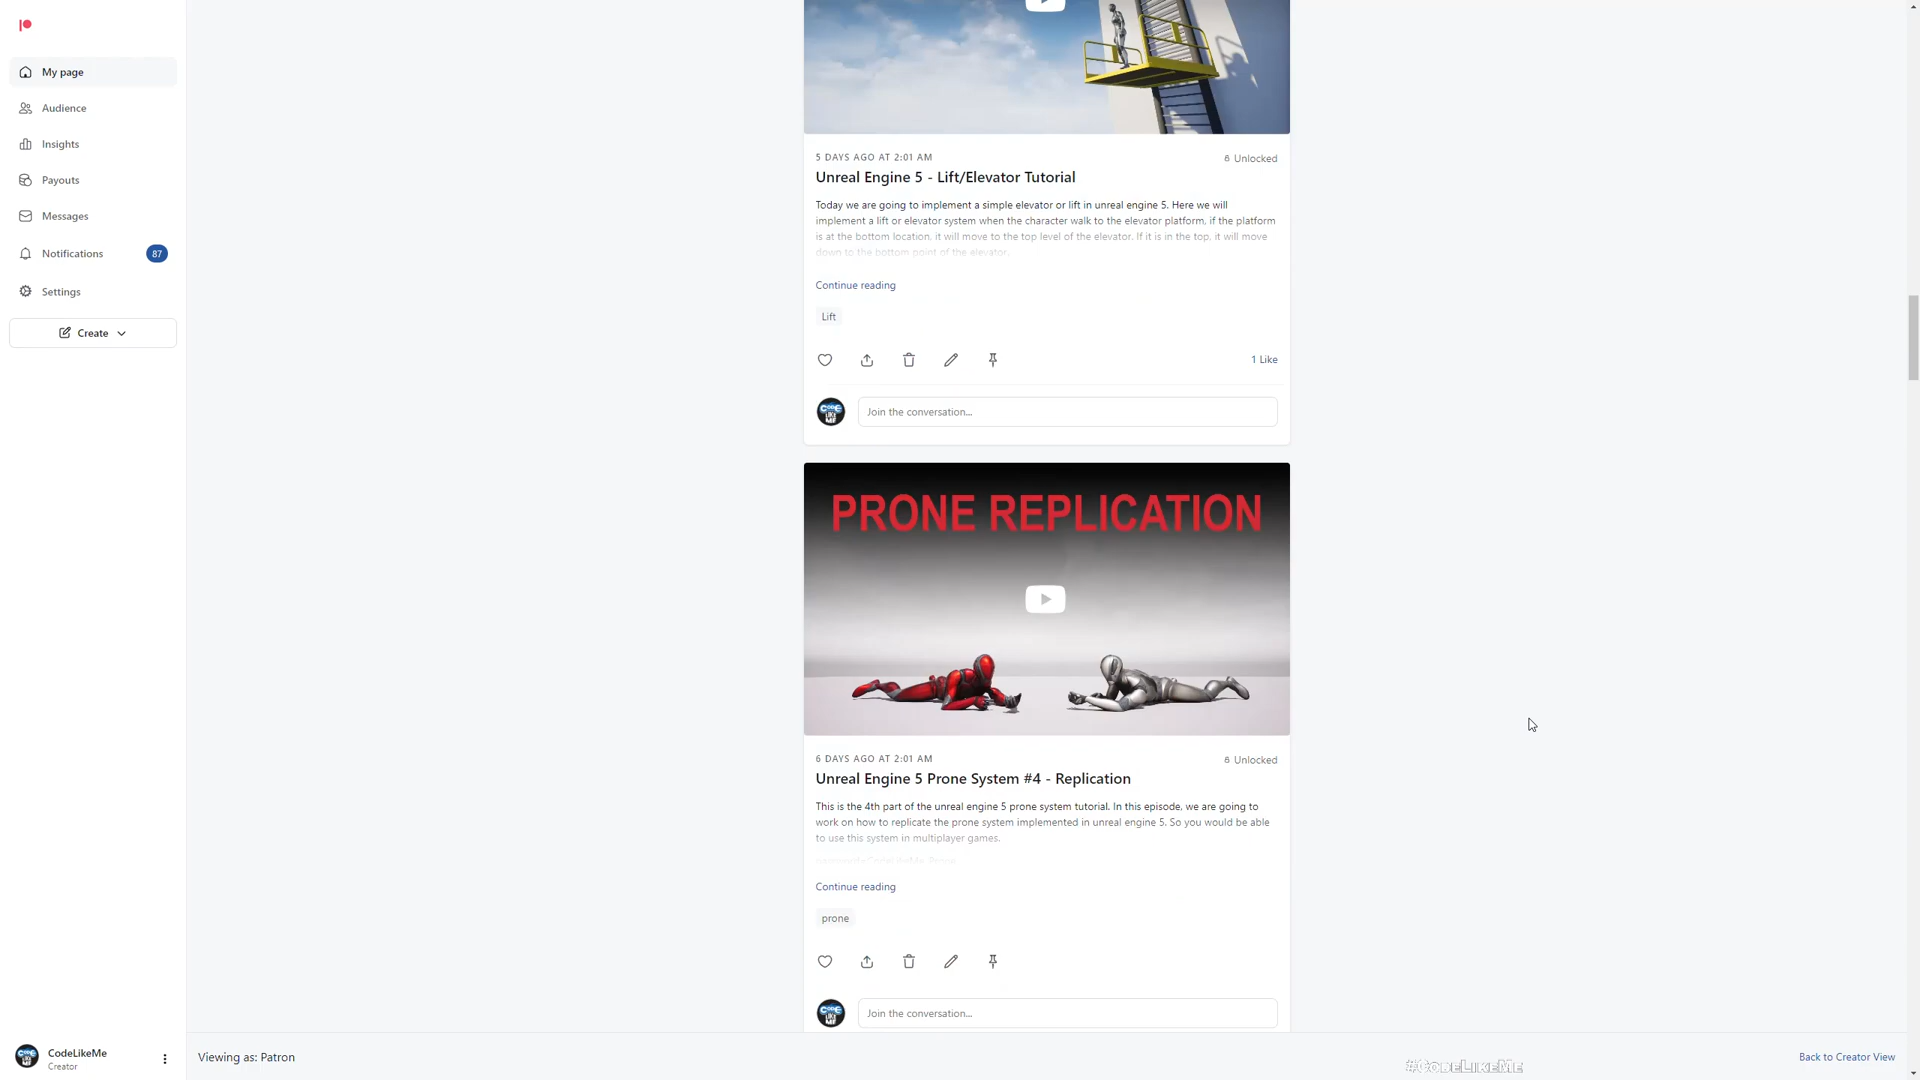 My page
Audience
Insights
Payouts
Messages
Notifications
87
Settings
Create
5 DAYS AGO AT 2:01 AM
Unlocked
Unreal Engine 5 - Lift/Elevator Tutorial
Today we are going to implement a simple elevator or lift in unreal engine 5. Here we will
implement a lift or elevator system when the character walk to the elevator platform, if the platform
is at the bottom location, it will move to the top level of the elevator. If it is in the top, it will move
down to the bottom point of the elevator.
Continue reading
Lift
1 Like
CODE LIKE ME
Join the conversation...
PRONE REPLICATION
6 DAYS AGO AT 2:01 AM
Unlocked
Unreal Engine 5 Prone System #4 - Replication
This is the 4th part of the unreal engine 5 prone system tutorial. In this episode, we are going to
work on how to replicate the prone system implemented in unreal engine 5. So you would be able
to use this system in multiplayer games.
Continue reading
prone
CODE LIKE ME
Join the conversation...
CodeLikeMe
Creator
Viewing as: Patron
#CodeLikeMe
Back to Creator View